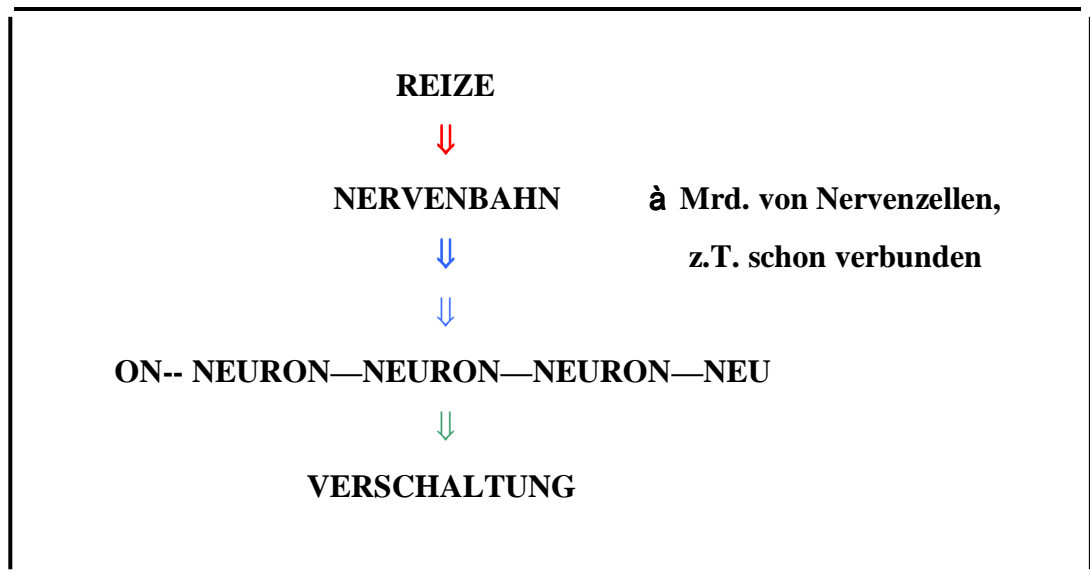 REIZE
⇓
NERVENBAHN à Mrd. von Nervenzellen,
⇓ z.T. schon verbunden
⇓
ON-- NEURON—NEURON—NEURON—NEU
⇓
VERSCHALTUNG